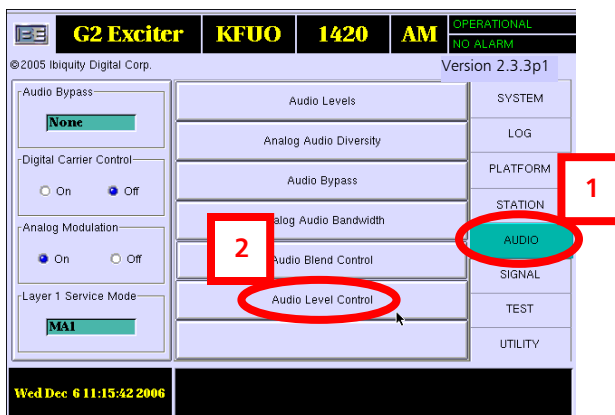 BE G2 Exciter KFUO 1420 AM OPERATIONAL
NO ALARM
©2005 Ibiquity Digital Corp.
Version 2.3.3p1
Audio Bypass
None
Digital Carrier Control
On Off
Analog Modulation
On Off
Layer 1 Service Mode
MA1
Audio Levels
Analog Audio Diversity
Audio Bypass
alog Audio Bandwidth
Audio Blend Control
Audio Level Control
SYSTEM
LOG
PLATFORM
STATION
AUDIO
SIGNAL
TEST
UTILITY
1
2
Wed Dec 6 11:15:42 2006